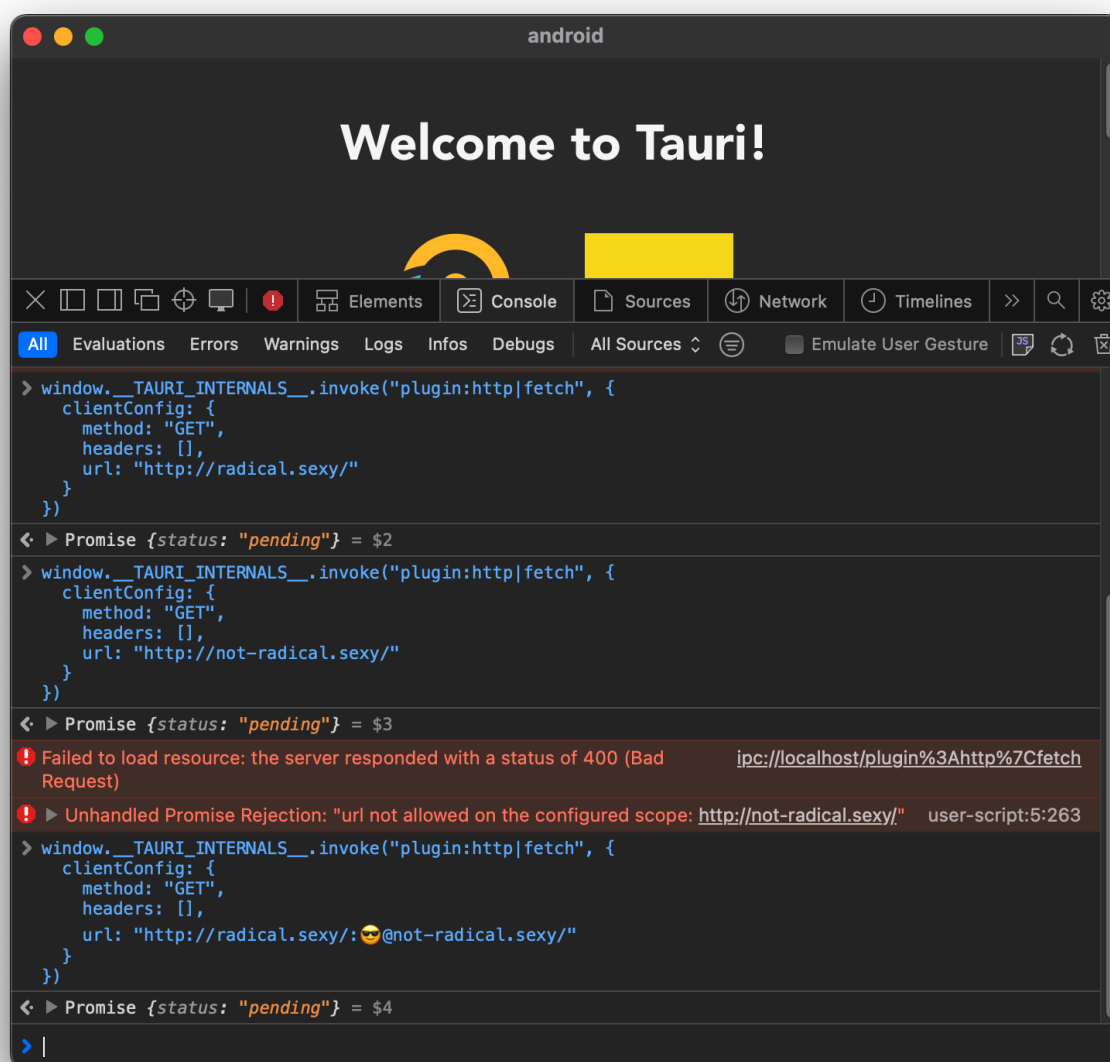 android
Welcome to Tauri!
Elements Console Sources Network Timelines
All Evaluations Errors Warnings Logs Infos Debugs All Sources Emulate User Gesture JS
> window.__TAURI_INTERNALS__.invoke("plugin:http|fetch", {
clientConfig: {
method: "GET",
headers: [],
url: "http://radical.sexy/"
}
})
Promise {status: "pending"} = $2
> window.__TAURI_INTERNALS__.invoke("plugin:http|fetch", {
clientConfig: {
method: "GET",
headers: [],
url: "http://not-radical.sexy/"
}
})
Promise {status: "pending"} = $3
Failed to load resource: the server responded with a status of 400 (Bad ipc://localhost/plugin%3Ahttp%7Cfetch
Request)
Unhandled Promise Rejection: "url not allowed on the configured scope: http://not-radical.sexy/" user-script:5:263
> window.__TAURI_INTERNALS__.invoke("plugin:http|fetch", {
clientConfig: {
method: "GET",
headers: [],
url: "http://radical.sexy/:😎@not-radical.sexy/"
}
})
Promise {status: "pending"} = $4
>